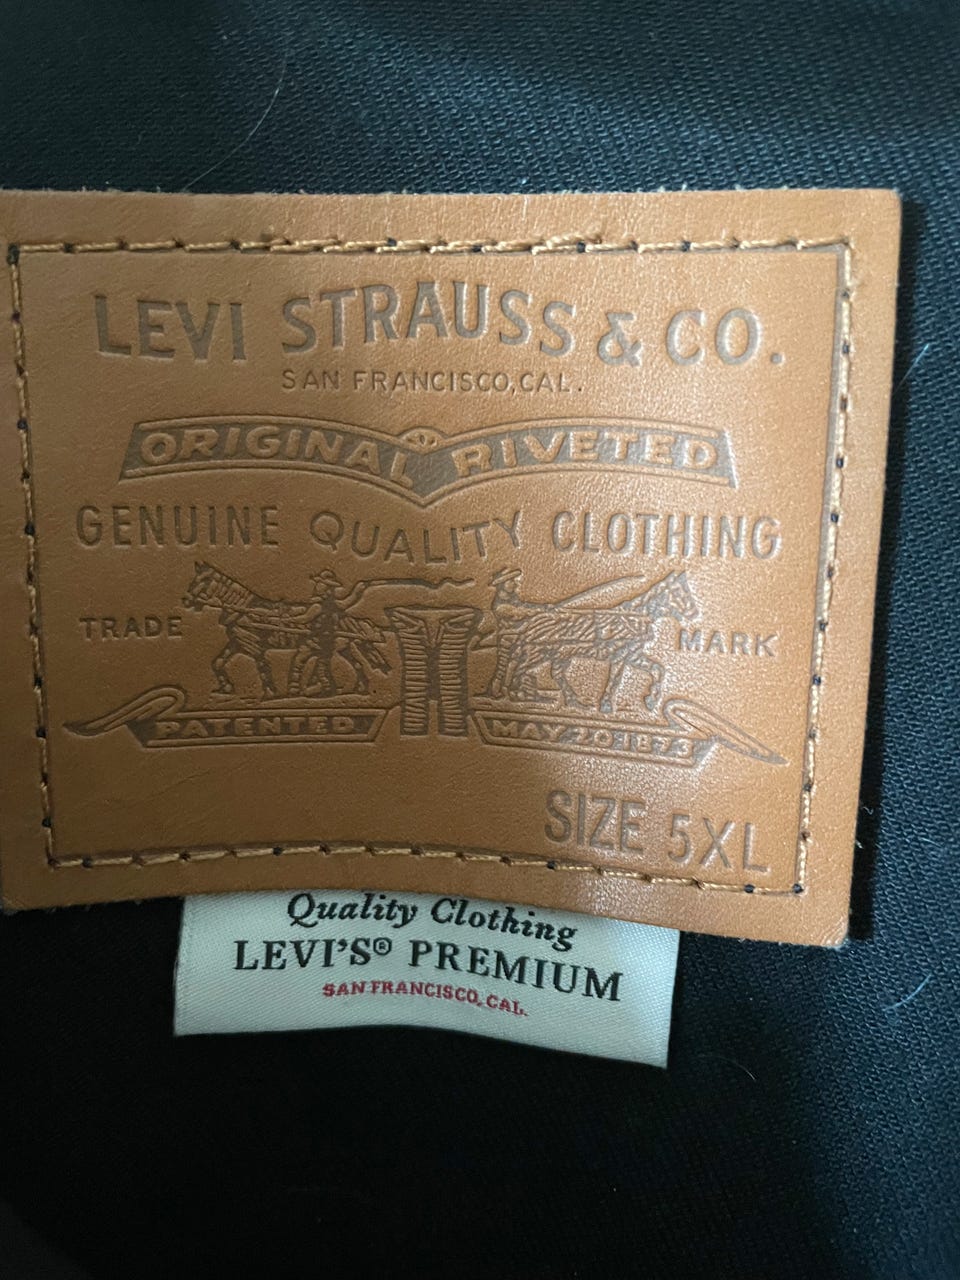 LEVI STRAUSS & CO.
SAN FRANCISCO, CAL.
ORIGINAL RIVETED
GENUINE QUALITY CLOTHING
TRADE MARK
PATENTED MAY 20 1873
SIZE 5XL
Quality Clothing
LEVI'S® PREMIUM
SAN FRANCISCO, CAL.